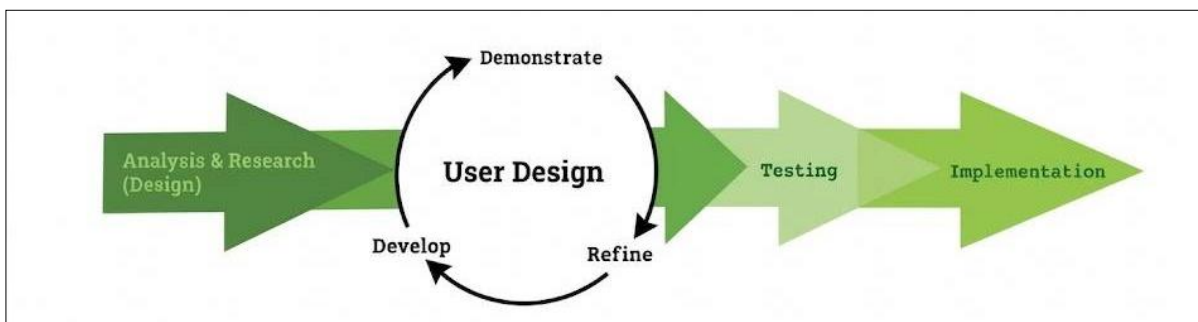 Analysis & Research
(Design)
Demonstrate
User Design
Develop
Refine
Testing
Implementation